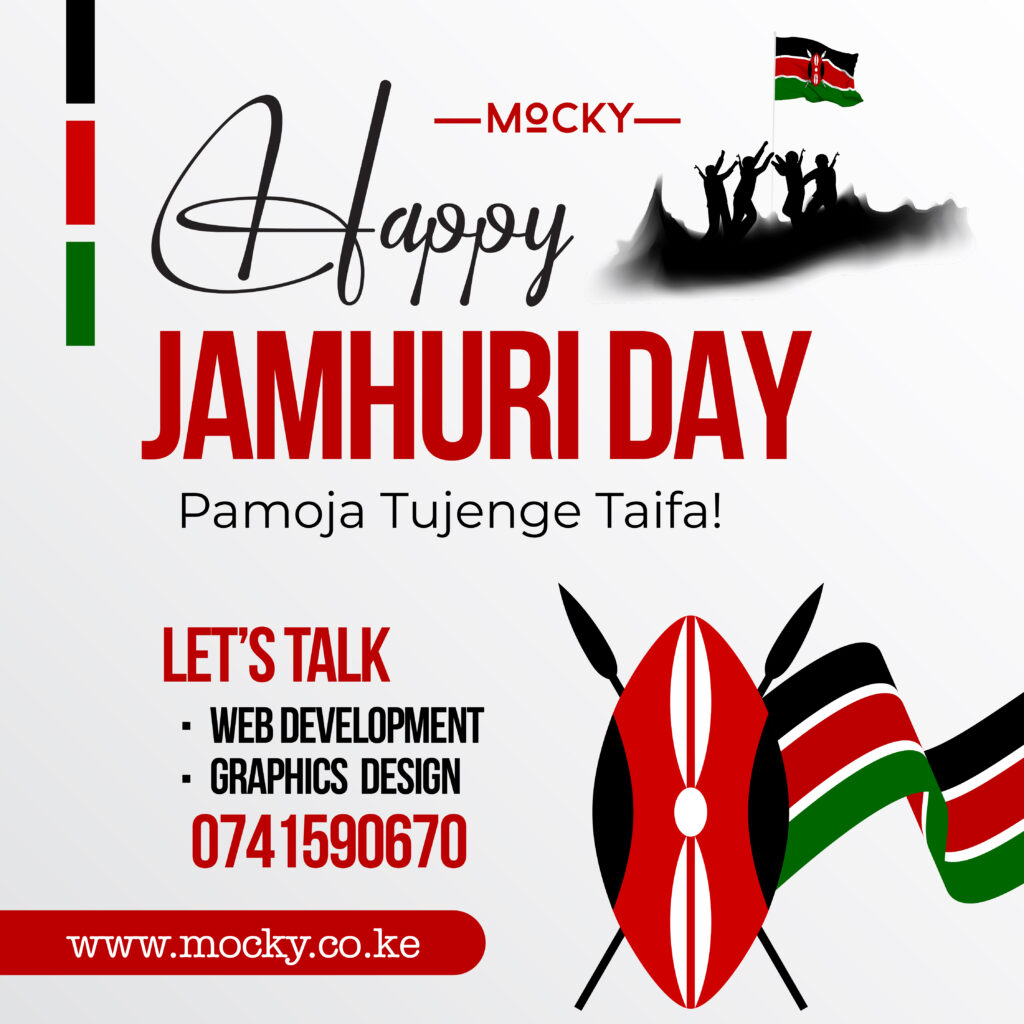 MOCKY
Happy
JAMHURI DAY
Pamoja Tujenge Taifa!
LET'S TALK
· WEB DEVELOPMENT
· GRAPHICS DESIGN
0741590670
www.mocky.co.ke